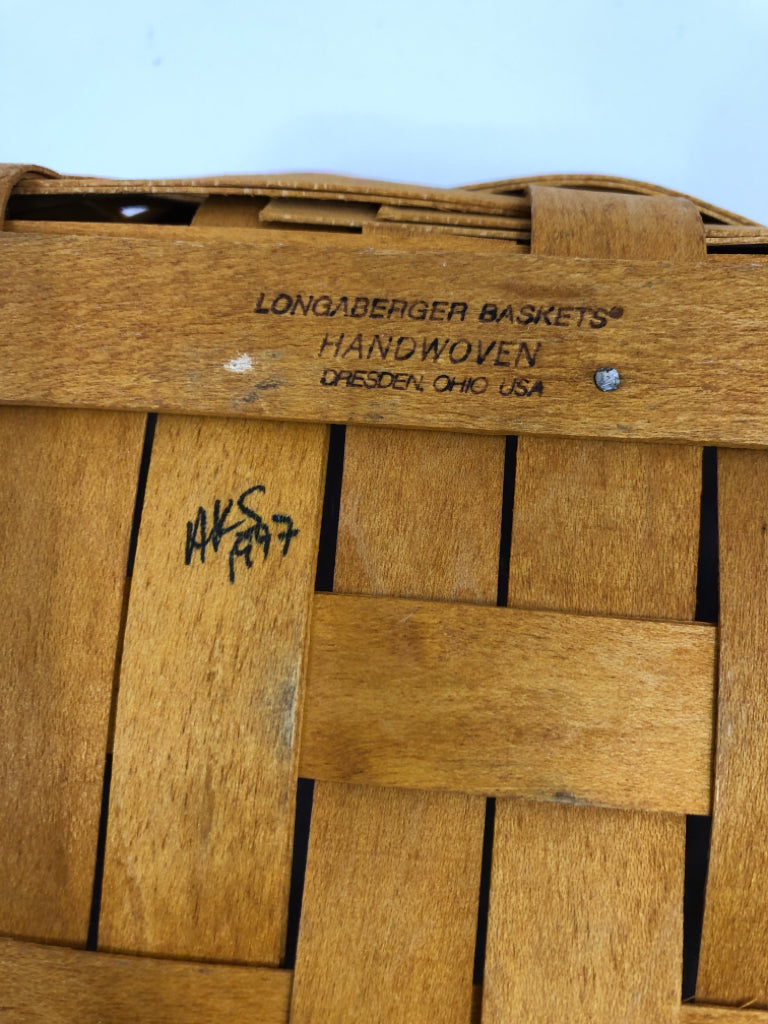 LONGABERGER BASKETS®
HANDWOVEN
DRESDEN, OHIO USA
AKS
1997